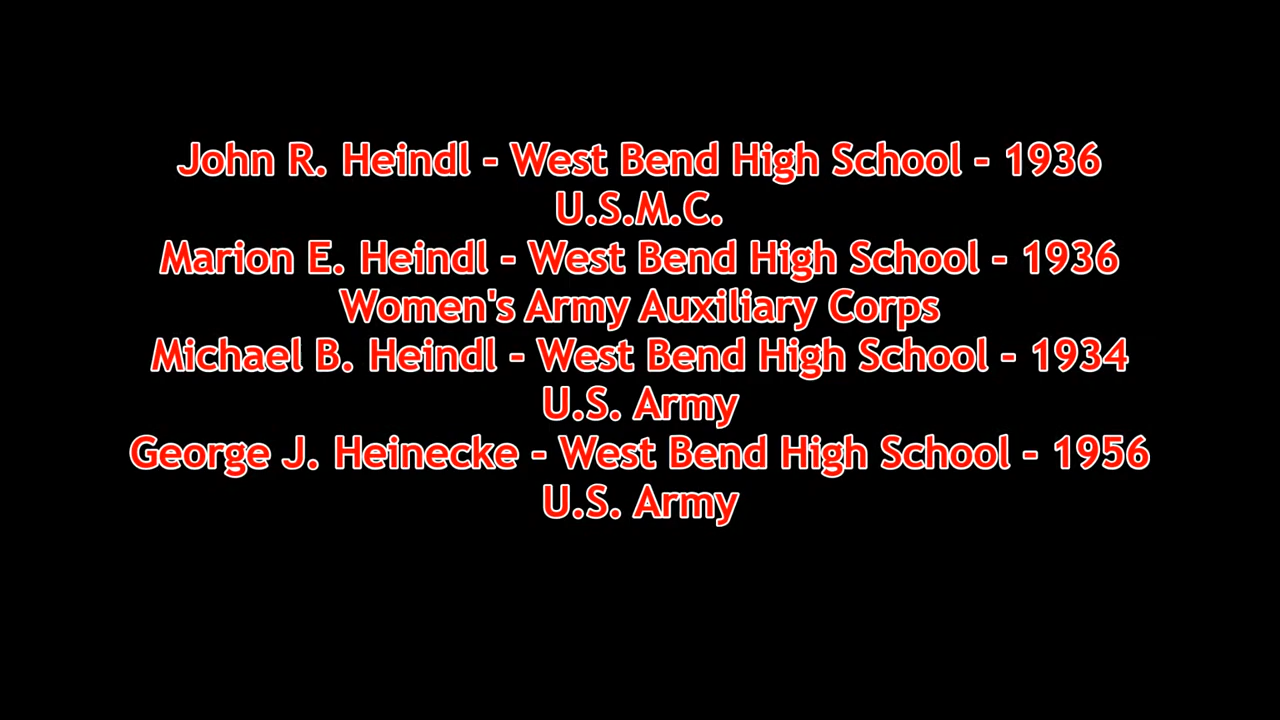 John R. Heindl - West Bend High School - 1936
U.S.M.C.
Marion E. Heindl - West Bend High School - 1936
Women's Army Auxiliary Corps
Michael B. Heindl - West Bend High School - 1934
U.S. Army
George J. Heinecke - West Bend High School - 1956
U.S. Army